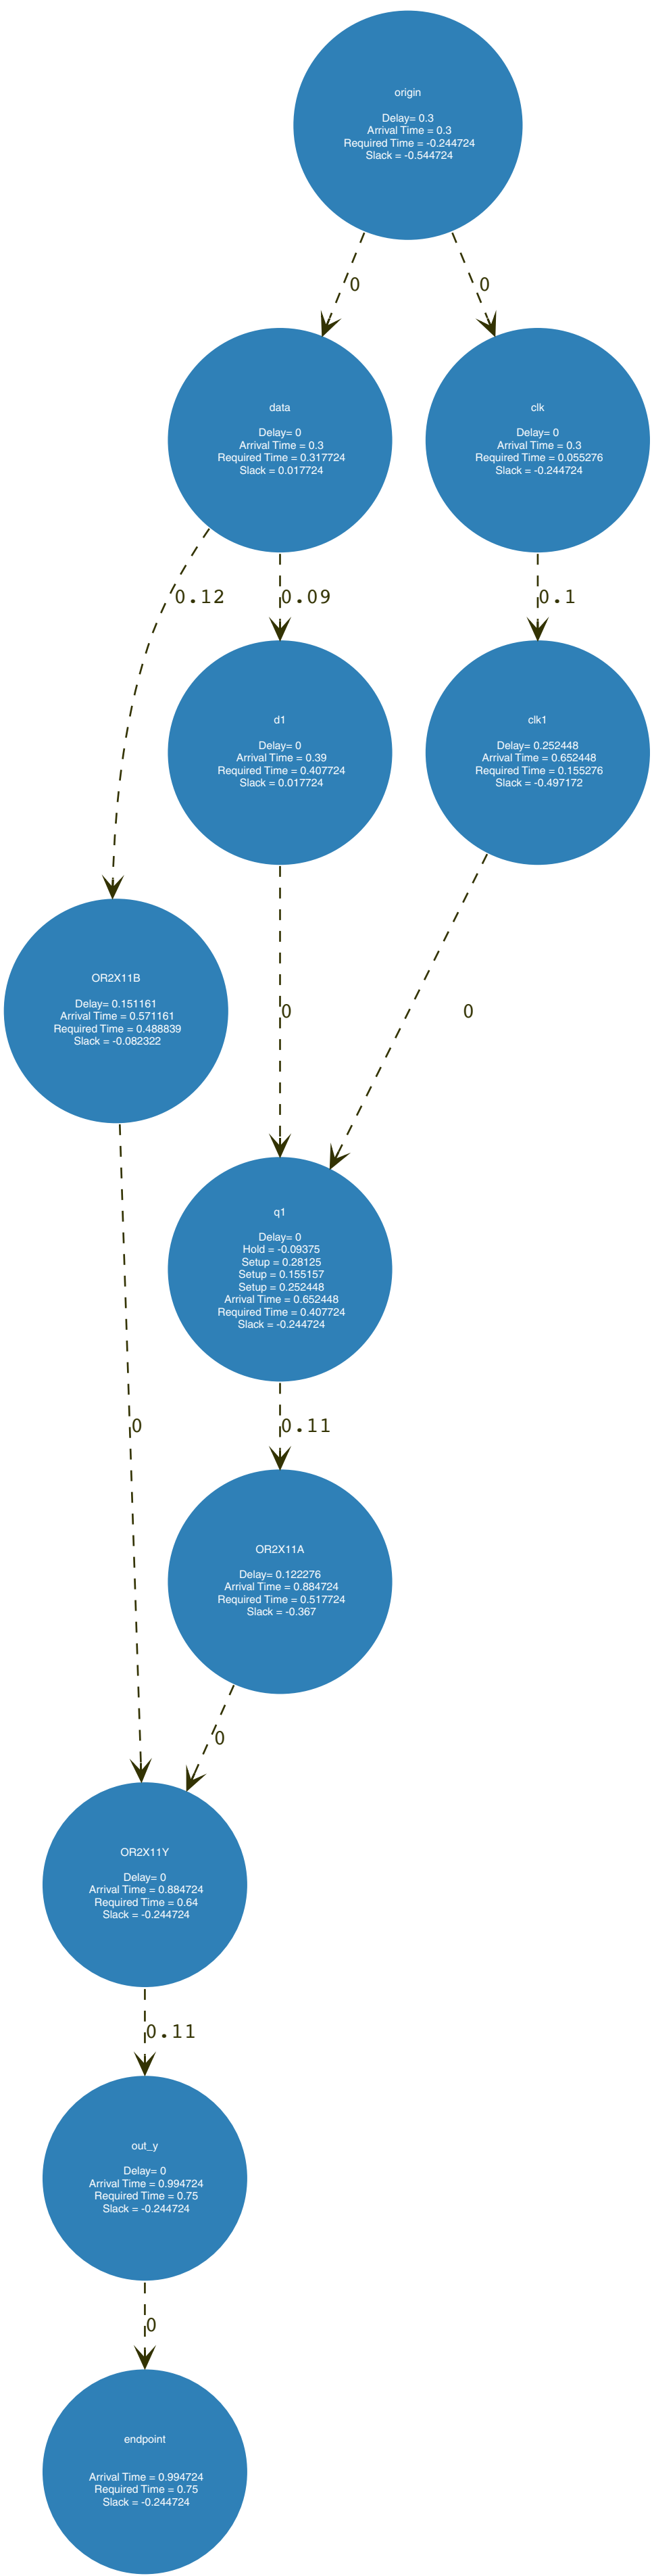 origin
Delay= 0.3
Arrival Time = 0.3
Required Time = -0.244724
Slack = -0.544724
0
0
data
Delay= 0
Arrival Time = 0.3
Required Time = 0.317724
Slack = 0.017724
clk
Delay= 0
Arrival Time = 0.3
Required Time = 0.055276
Slack = -0.244724
0.12
0.09
0.1
d1
Delay= 0
Arrival Time = 0.39
Required Time = 0.407724
Slack = 0.017724
clk1
Delay= 0.252448
Arrival Time = 0.652448
Required Time = 0.155276
Slack = -0.497172
OR2X11B
Delay= 0.151161
Arrival Time = 0.571161
Required Time = 0.488839
Slack = -0.082322
0
0
q1
Delay= 0
Hold = -0.09375
Setup = 0.28125
Setup = 0.155157
Setup = 0.252448
Arrival Time = 0.652448
Required Time = 0.407724
Slack = -0.244724
0
0.11
OR2X11A
Delay= 0.122276
Arrival Time = 0.884724
Required Time = 0.517724
Slack = -0.367
0
OR2X11Y
Delay= 0
Arrival Time = 0.884724
Required Time = 0.64
Slack = -0.244724
0.11
out_y
Delay= 0
Arrival Time = 0.994724
Required Time = 0.75
Slack = -0.244724
0
endpoint
Arrival Time = 0.994724
Required Time = 0.75
Slack = -0.244724